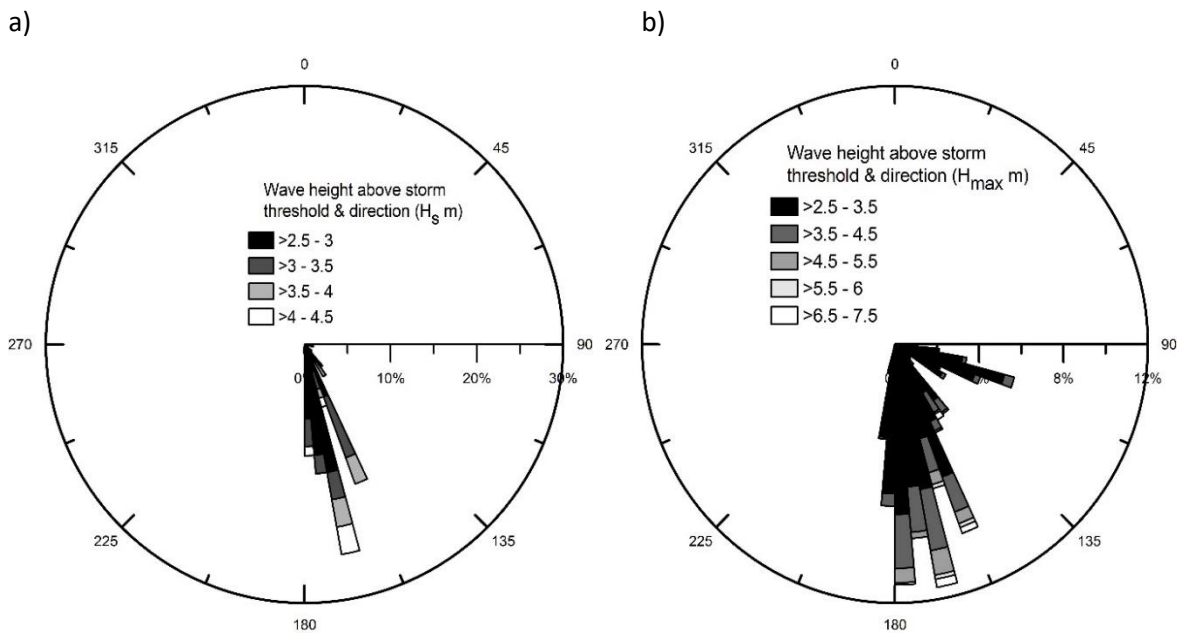 a)
0
45
90
135
180
225
270
315
Wave height above storm
threshold & direction (Hs m)
>2.5 - 3
>3 - 3.5
>3.5 - 4
>4 - 4.5
0%
10%
20%
30%
b)
0
45
90
135
180
225
270
315
Wave height above storm
threshold & direction (Hmax m)
>2.5 - 3.5
>3.5 - 4.5
>4.5 - 5.5
>5.5 - 6
>6.5 - 7.5
8%
12%